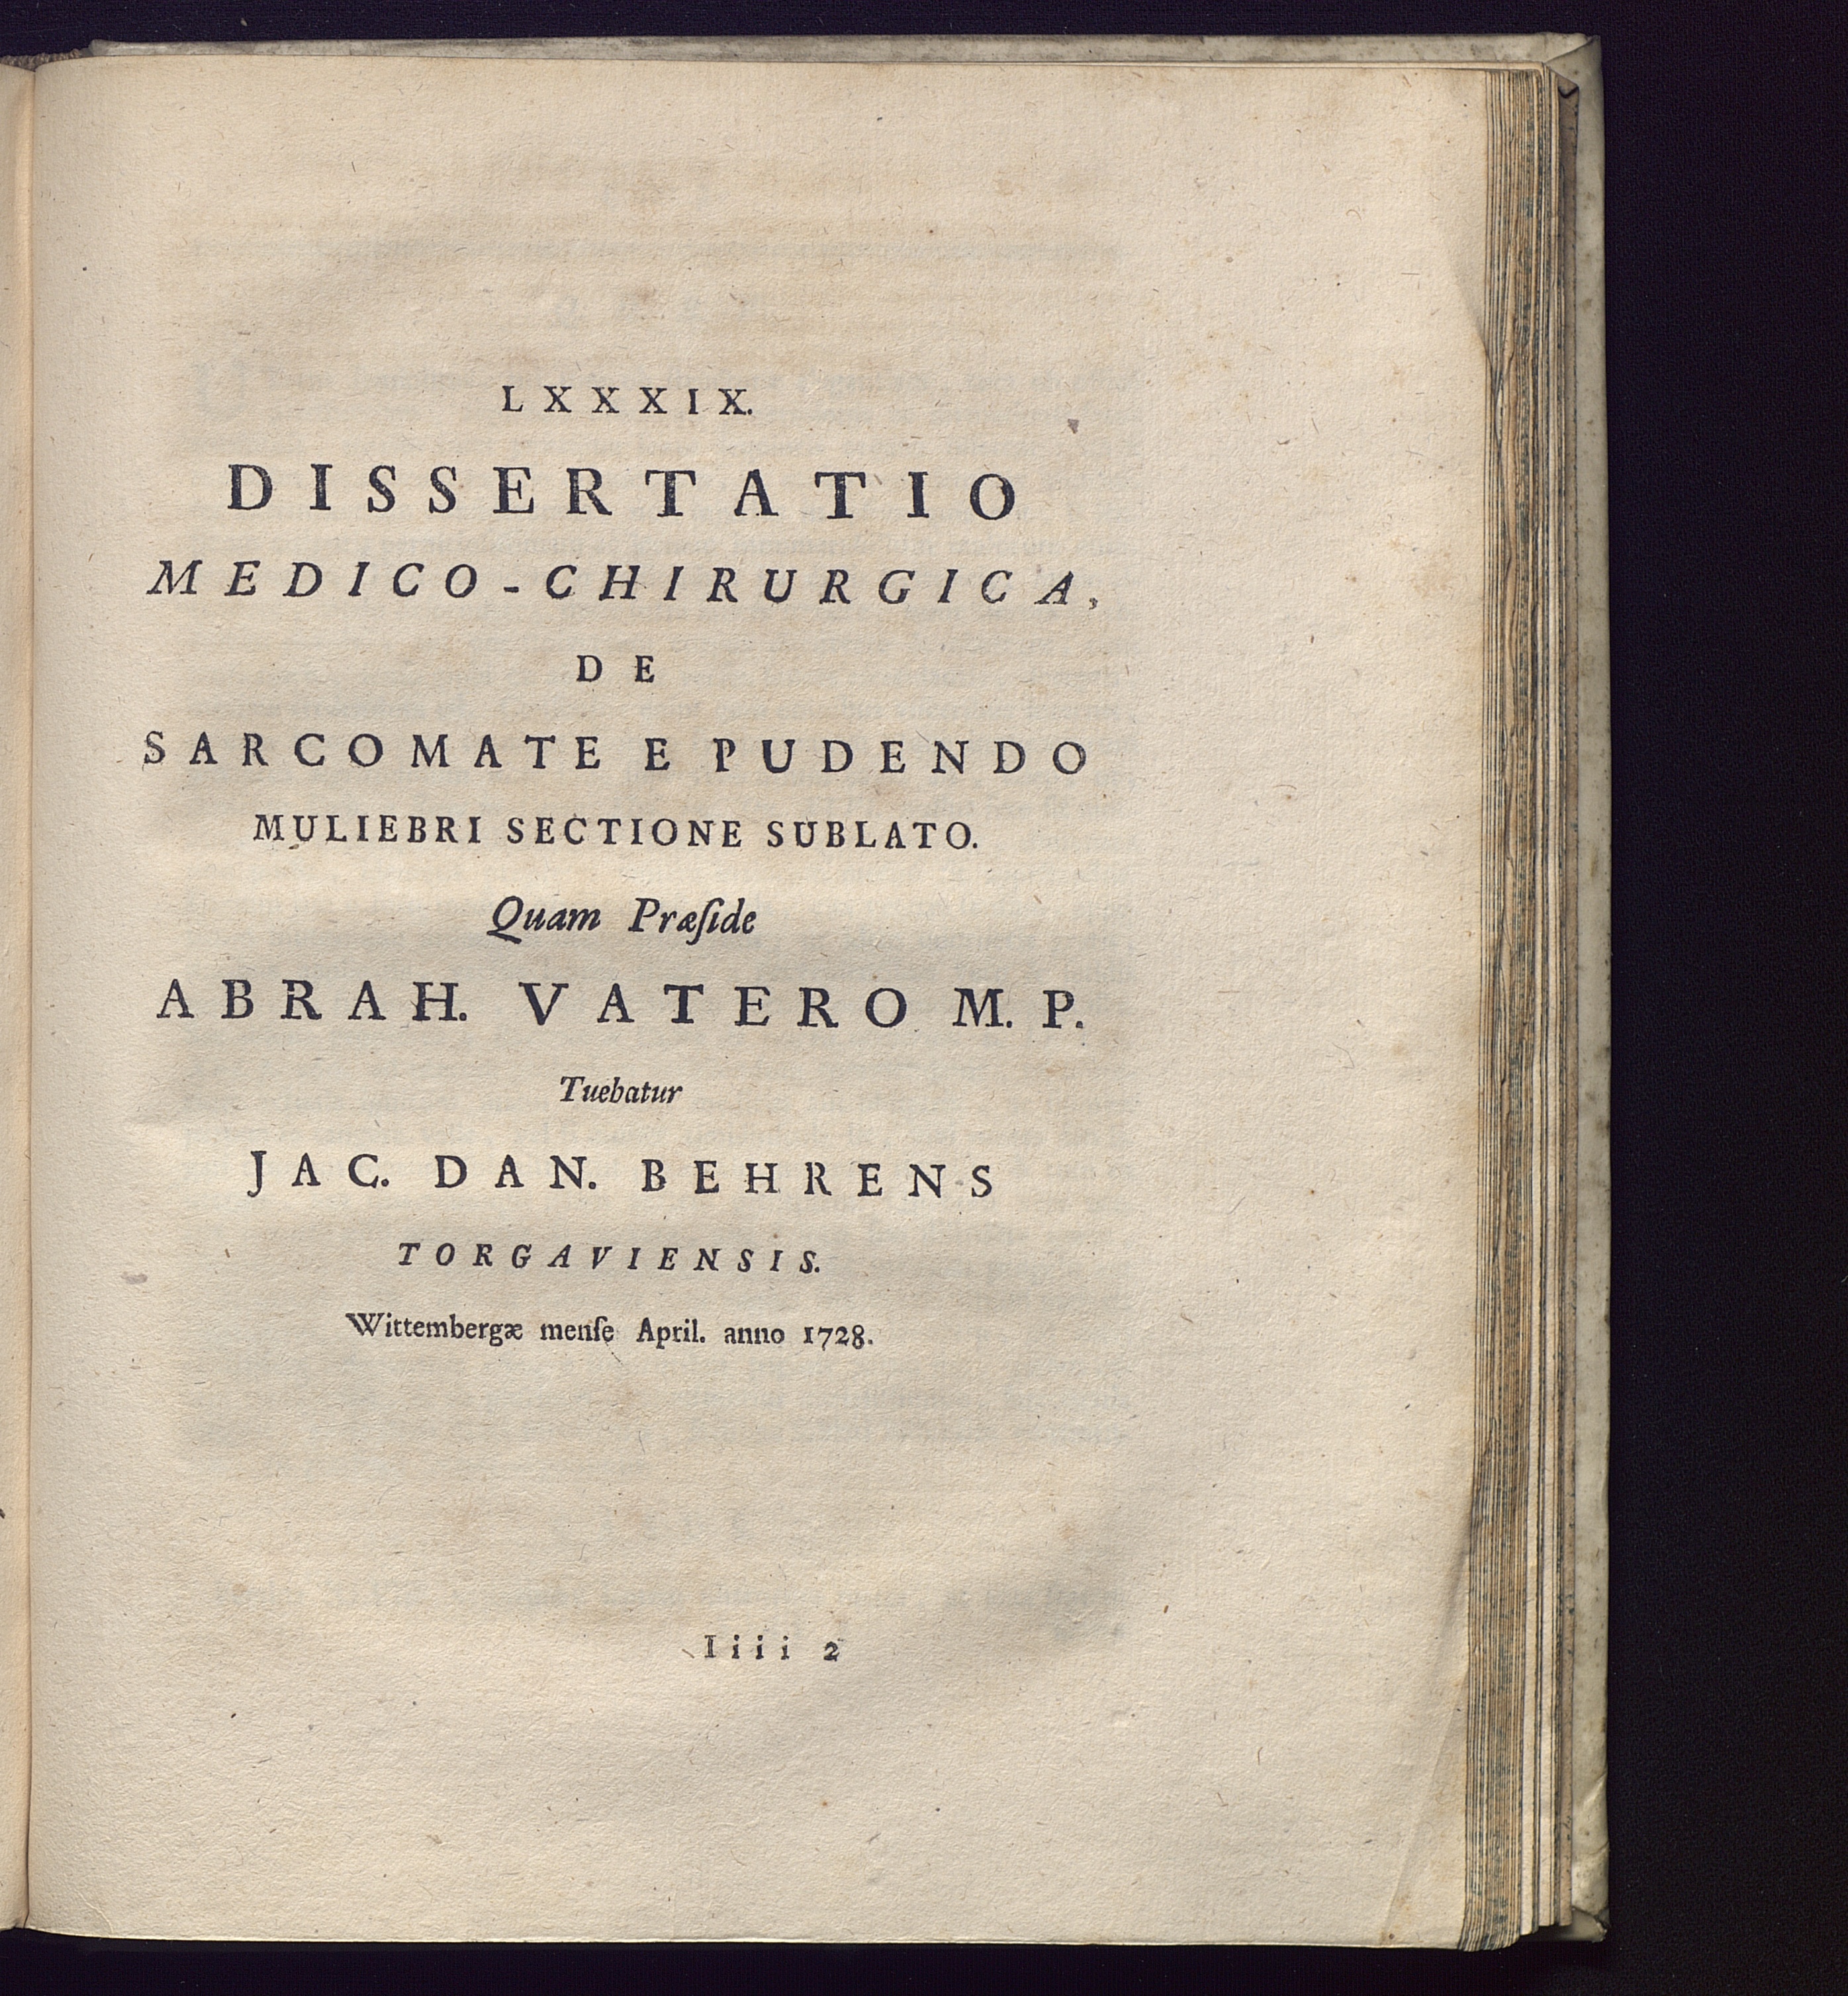 LXXXIX.
DISSERTATIO
MEDICO-CHIRURGICA,
DE
SARCOMATE E PUDENDO
MULIEBRI SECTIONE SUBLATO.
Quam Præſide
ABRAH. VATERO M. P.
Tuebatur
JAC. DAN. BEHRENS
TORGAVIENSIS.
Wittembergæ menſe April. anno 1728.
Iiii 2